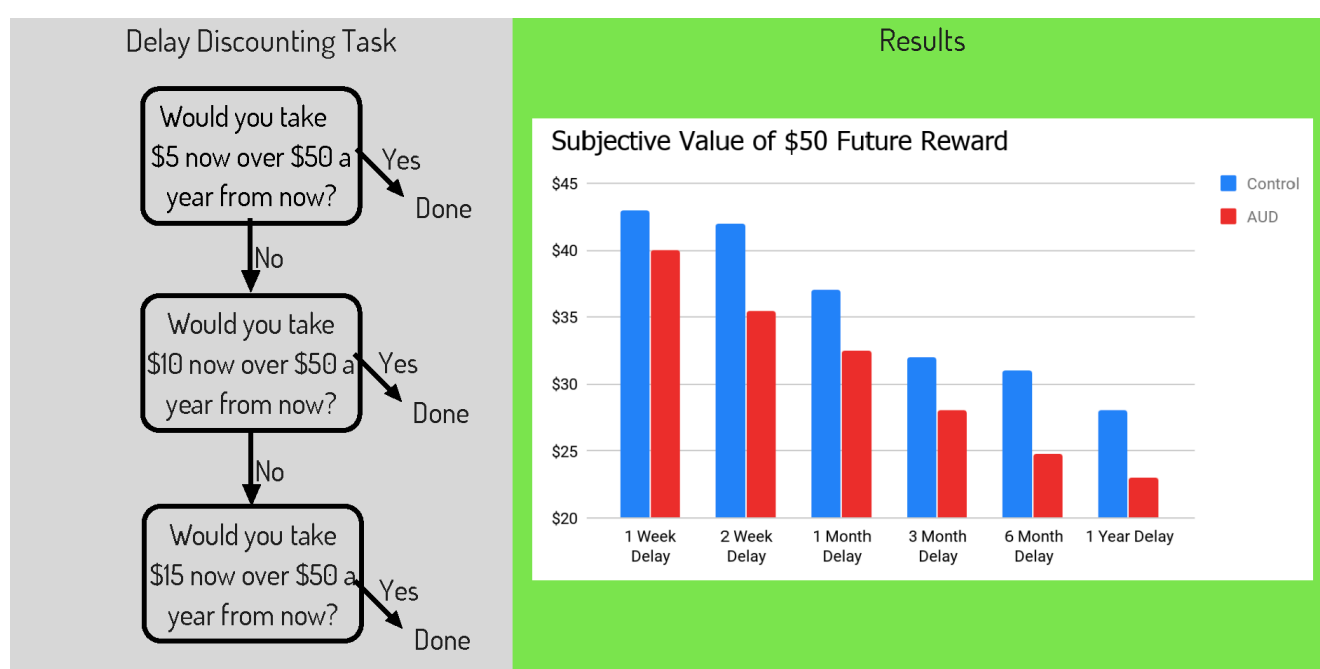 Delay Discounting Task
Would you take
$5 now over $50 a
year from now?
Yes
Done
No
Would you take
$10 now over $50 a
year from now?
Yes
Done
No
Would you take
$15 now over $50 a
year from now?
Yes
Done
Results
Subjective Value of $50 Future Reward
Control
AUD
$45
$40
$35
$30
$25
$20
1 Week
Delay
2 Week
Delay
1 Month
Delay
3 Month
Delay
6 Month
Delay
1 Year Delay